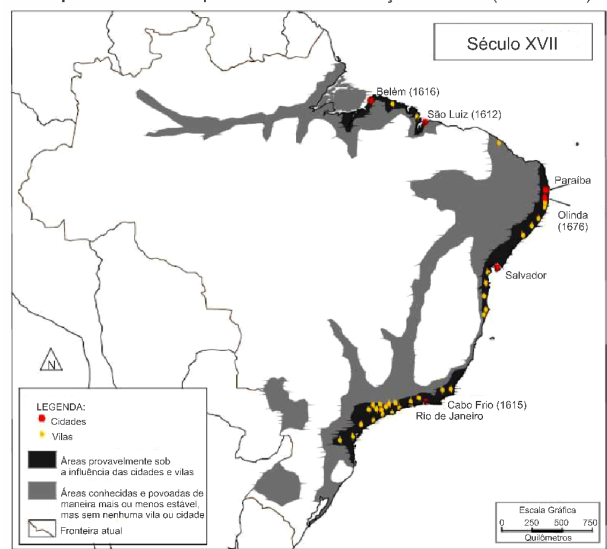 Século XVII
Belém (1616)
São Luiz (1612)
Paraíba
Olinda
(1676)
Salvador
Cabo Frio (1615)
Rio de Janeiro
N
LEGENDA:
Cidades
Vilas
Áreas provavelmente sob
a influência das cidades e vilas
Áreas conhecidas e povoadas de
maneira mais ou menos estável,
mas sem nenhuma vila ou cidade
Fronteira atual
Escala Gráfica
0 250 500 750
Quilômetros